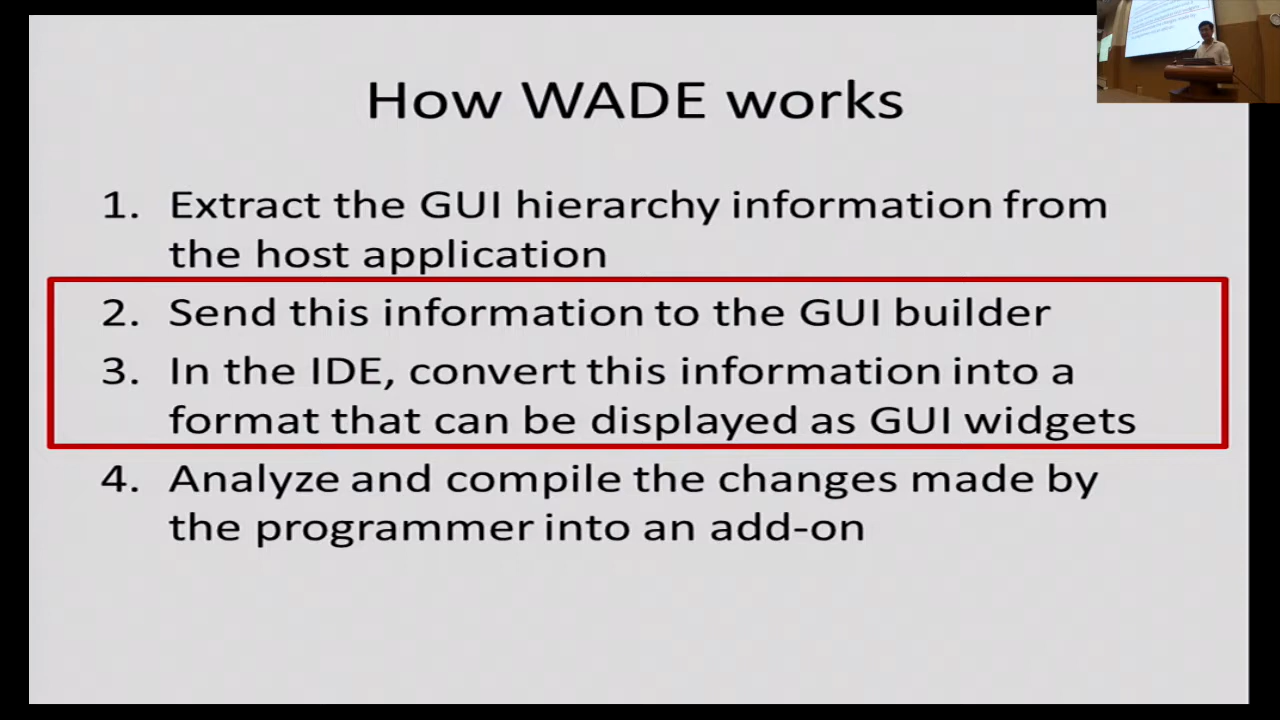 How WADE works
1. Extract the GUI hierarchy information from
the host application
2. Send this information to the GUI builder
3. In the IDE, convert this information into a
format that can be displayed as GUI widgets
4. Analyze and compile the changes made by
the programmer into an add-on